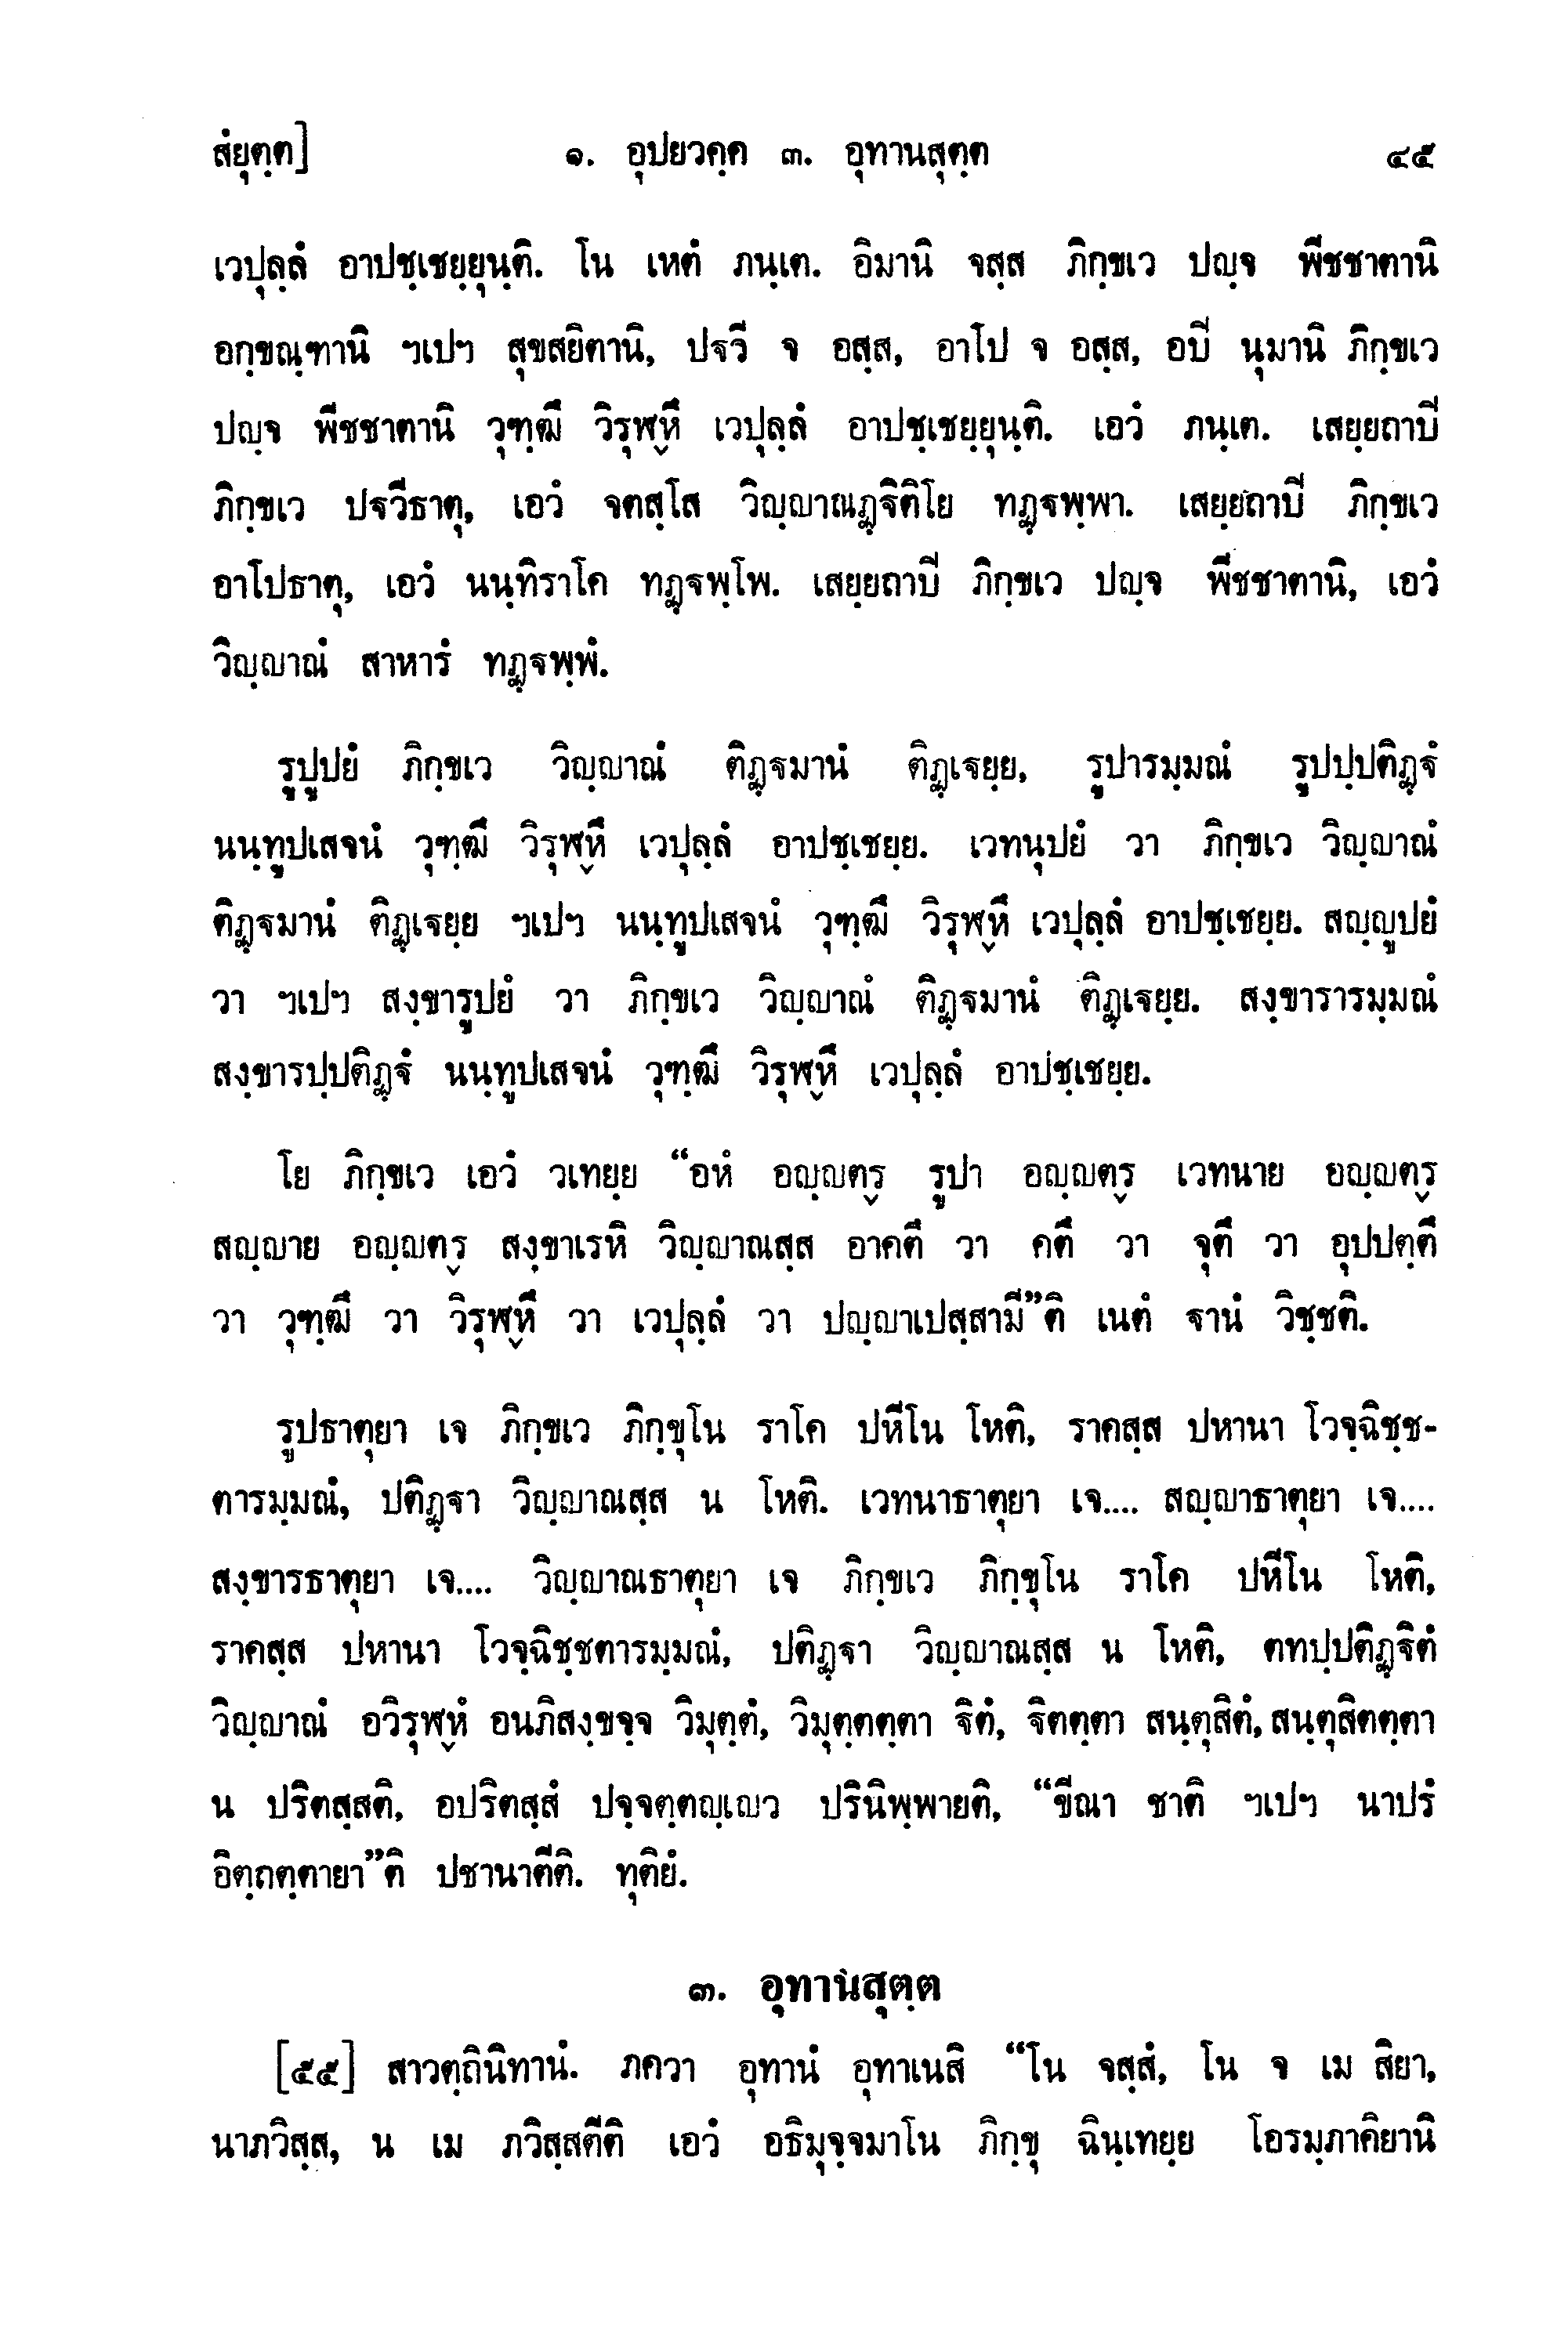 สํยุตฺต] ๑. อุปยวคฺค ๓. อุทานสุตฺต ๔๕
เวปุลฺลํ อาปชฺเชยฺยุนฺติ. โน เหตํ ภนฺเต. อิมานิ จสฺส ภิกฺขเว ปญฺจ พีชชาตานิ
อกฺขณฺฑานิ ฯเปฯ สุขสยิตานิ, ปฐวี จ อสฺส, อาโป จ อสฺส, อปิ นุมานิ ภิกฺขเว
ปญฺจ พีชชาตานิ วุฑฺฒึ วิรุฬฺหึ เวปุลฺลํ อาปชฺเชยฺยุนฺติ. เอวํ ภนฺเต. เสยฺยถาปิ
ภิกฺขเว ปฐวีธาตุ, เอวํ จตสฺโส วิญฺญาณฏฺฐิติโย ทฏฺฐพฺพา. เสยฺยถาปิ ภิกฺขเว
อาโปธาตุ, เอวํ นนฺทิราโค ทฏฺฐพฺโพ. เสยฺยถาปิ ภิกฺขเว ปญฺจ พีชชาตานิ, เอวํ
วิญฺญาณํ สาหารํ ทฏฺฐพฺพํ.
รูปูปยํ ภิกฺขเว วิญฺญาณํ ติฏฺฐมานํ ติฏฺเฐยฺย, รูปารมฺมณํ รูปปฺปติฏฺฐํ
นนฺทูปเสจนํ วุฑฺฒึ วิรุฬฺหึ เวปุลฺลํ อาปชฺเชยฺย. เวทนุปยํ วา ภิกฺขเว วิญฺญาณํ
ติฏฺฐมานํ ติฏฺเฐยฺย ฯเปฯ นนฺทูปเสจนํ วุฑฺฒึ วิรุฬฺหึ เวปุลฺลํ อาปชฺเชยฺย. สญฺญูปยํ
วา ฯเปฯ สงฺขารูปยํ วา ภิกฺขเว วิญฺญาณํ ติฏฺฐมานํ ติฏฺเฐยฺย. สงฺขารารมฺมณํ
สงฺขารปฺปติฏฺฐํ นนฺทูปเสจนํ วุฑฺฒึ วิรุฬฺหึ เวปุลฺลํ อาปชฺเชยฺย.
โย ภิกฺขเว เอวํ วเทยฺย “อหํ อญฺญตฺร รูปา อญฺญตฺร เวทนาย อญฺญตฺร
สญฺญาย อญฺญตฺร สงฺขาเรหิ วิญฺญาณสฺส อาคตึ วา คตึ วา จุตึ วา อุปปตฺตึ
วา วุฑฺฒึ วา วิรุฬฺหึ วา เวปุลฺลํ วา ปญฺญาเปสฺสามี”ติ เนตํ ฐานํ วิชฺชติ.
รูปธาตุยา เจ ภิกฺขเว ภิกฺขุโน ราโค ปหีโน โหติ, ราคสฺส ปหานา โวจฺฉิชฺช-
ตารมฺมณํ, ปติฏฺฐา วิญฺญาณสฺส น โหติ. เวทนาธาตุยา เจ.... สญฺญาธาตุยา เจ....
สงฺขารธาตุยา เจ.... วิญฺญาณธาตุยา เจ ภิกฺขเว ภิกฺขุโน ราโค ปหีโน โหติ,
ราคสฺส ปหานา โวจฺฉิชฺชตารมฺมณํ, ปติฏฺฐา วิญฺญาณสฺส น โหติ, ตทปฺปติฏฺฐิตํ
วิญฺญาณํ อวิรุฬฺหํ อนภิสงฺขจฺจ วิมุตฺตํ, วิมุตฺตตฺตา ฐิตํ, ฐิตตฺตา สนฺตุสิตํ, สนฺตุสิตตฺตา
น ปริตสฺสติ, อปริตสฺสํ ปจฺจตฺตญฺเญว ปรินิพฺพายติ, “ขีณา ชาติ ฯเปฯ นาปรํ
อิตฺถตฺตายา”ติ ปชานาตีติ. ทุติยํ.
๓. อุทานสุตฺต
[๕๕] สาวตฺถินิทานํ. ภควา อุทานํ อุทาเนสิ “โน จสฺสํ, โน จ เม สิยา,
นาภวิสฺส, น เม ภวิสฺสตีติ เอวํ อธิมุจฺจมาโน ภิกฺขุ ฉินฺเทยฺย โอรมฺภาคิยานิ